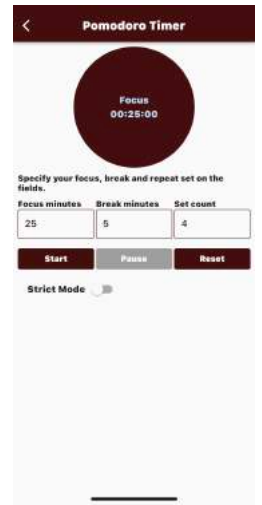 Pomodoro Timer
Focus
00:25:00
Specify your focus, break and repeat set on the
fields.
Focus minutes Break minutes Set count
25 5 4
Start Pause Reset
Strict Mode